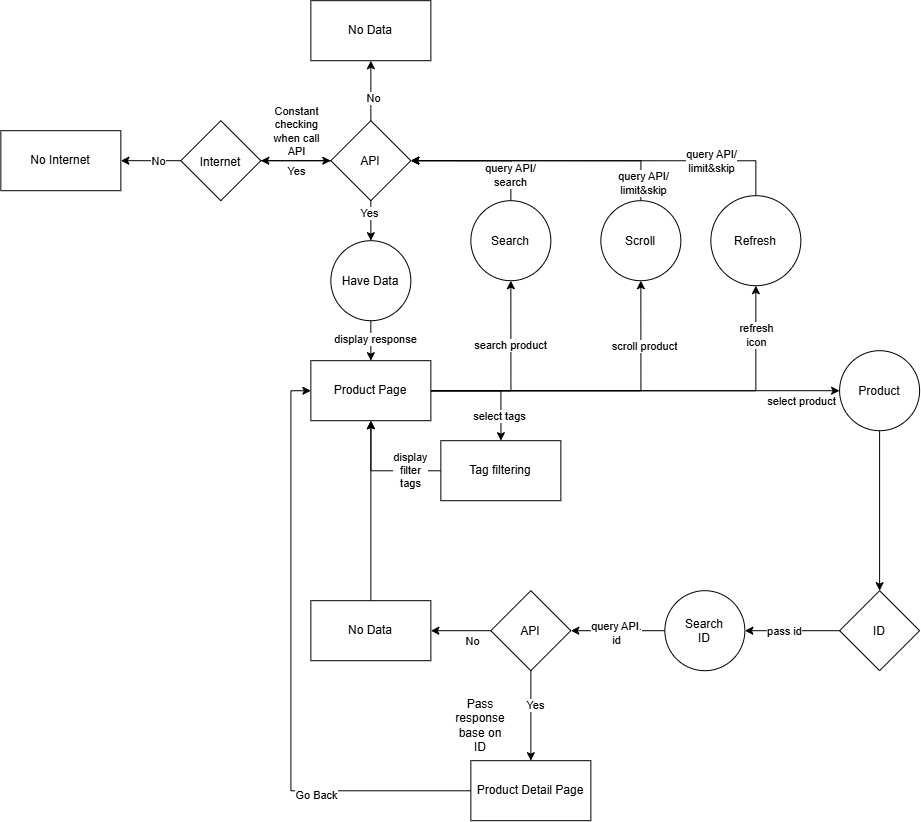 No Data
No
Constant
checking
when call
API
Yes
No Internet
No
Internet
API
query API/
search
query API/
limit&skip
query API/
limit&skip
Yes
Search
Scroll
Refresh
Have Data
display response
search product
scroll product
refresh
icon
Product Page
select product
Product
select tags
display
filter
tags
Tag filtering
No Data
No
API
query API.
id
Search
ID
pass id
ID
Pass
response
base on
ID
Yes
Product Detail Page
Go Back